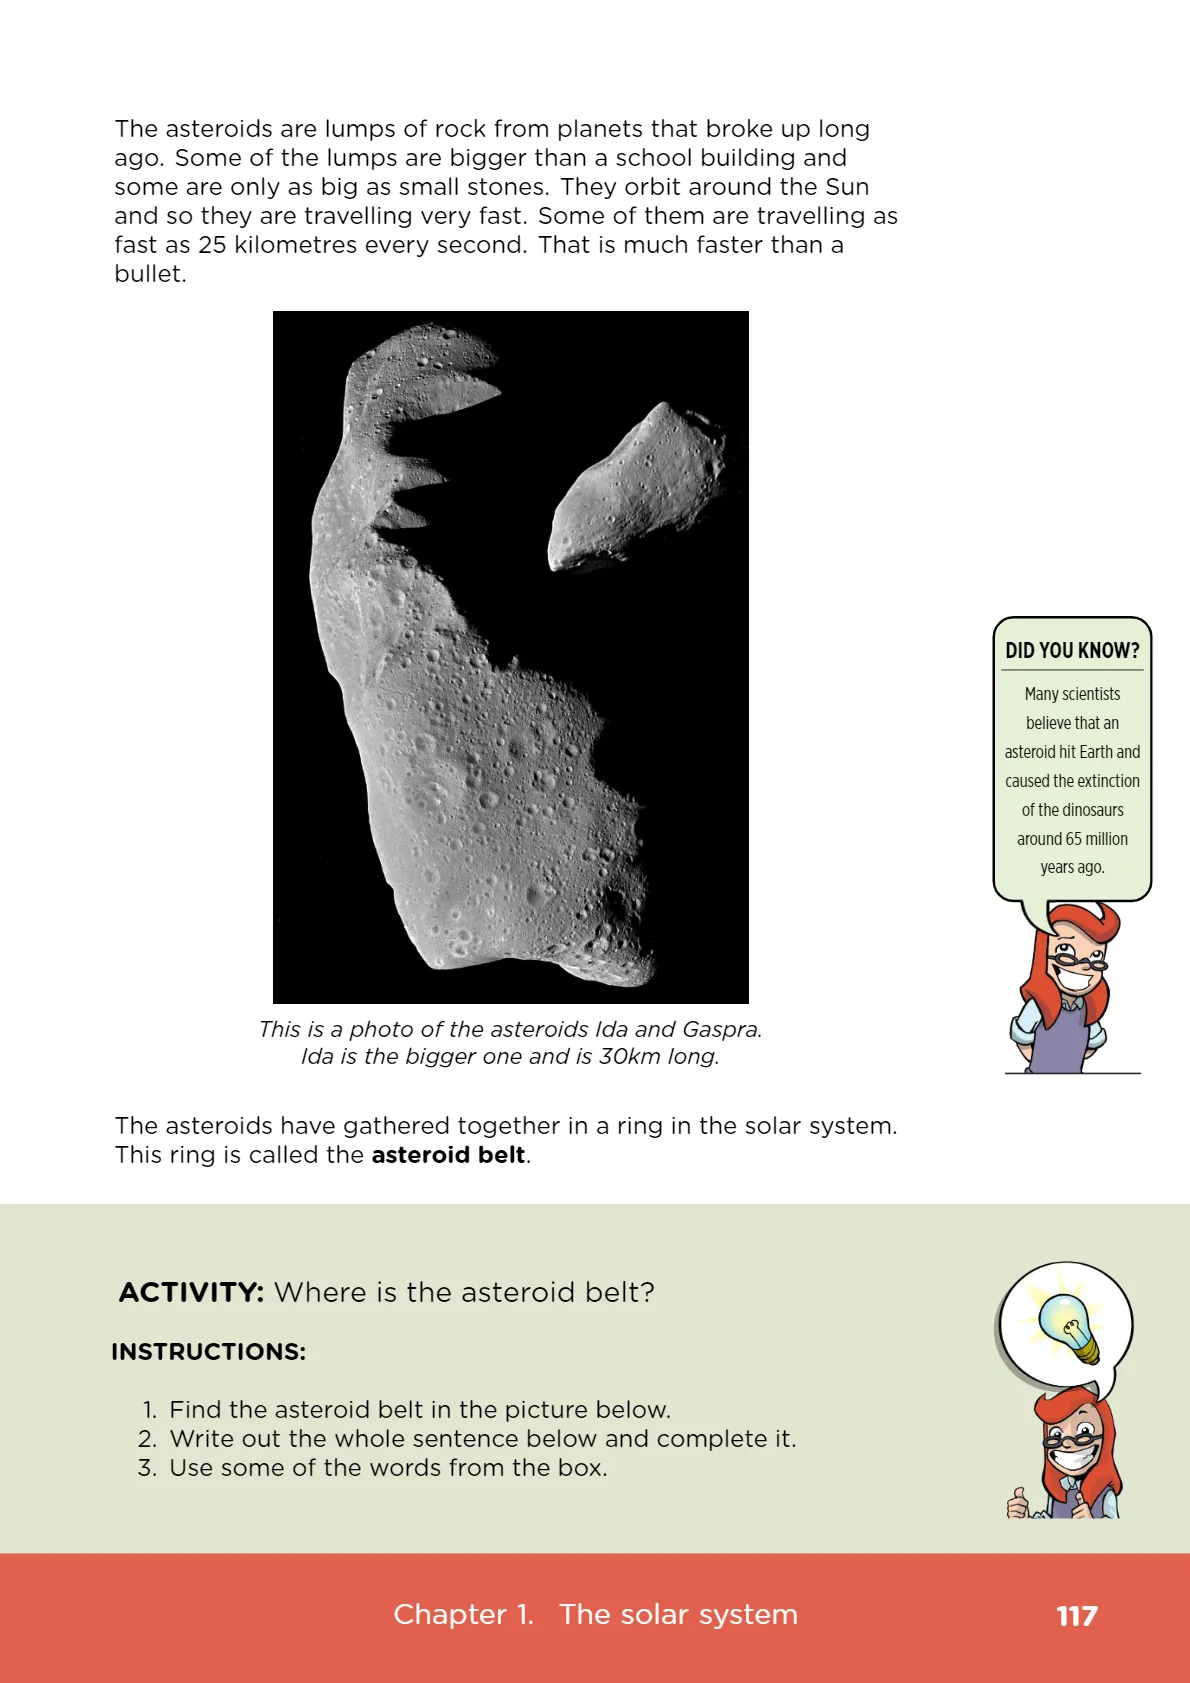 The asteroids are lumps of rock from planets that broke up long
ago. Some of the lumps are bigger than a school building and
some are only as big as small stones. They orbit around the Sun
and so they are travelling very fast. Some of them are travelling as
fast as 25 kilometres every second. That is much faster than a
bullet.
DID YOU KNOW?
Many scientists
believe that an
asteroid hit Earth and
caused the extinction
of the dinosaurs
around 65 million
years ago.
This is a photo of the asteroids Ida and Gaspra.
Ida is the bigger one and is 30km long.
The asteroids have gathered together in a ring in the solar system.
This ring is called the asteroid belt.
ACTIVITY: Where is the asteroid belt?
INSTRUCTIONS:
1. Find the asteroid belt in the picture below.
2. Write out the whole sentence below and complete it.
3. Use some of the words from the box.
Chapter 1. The solar system 117